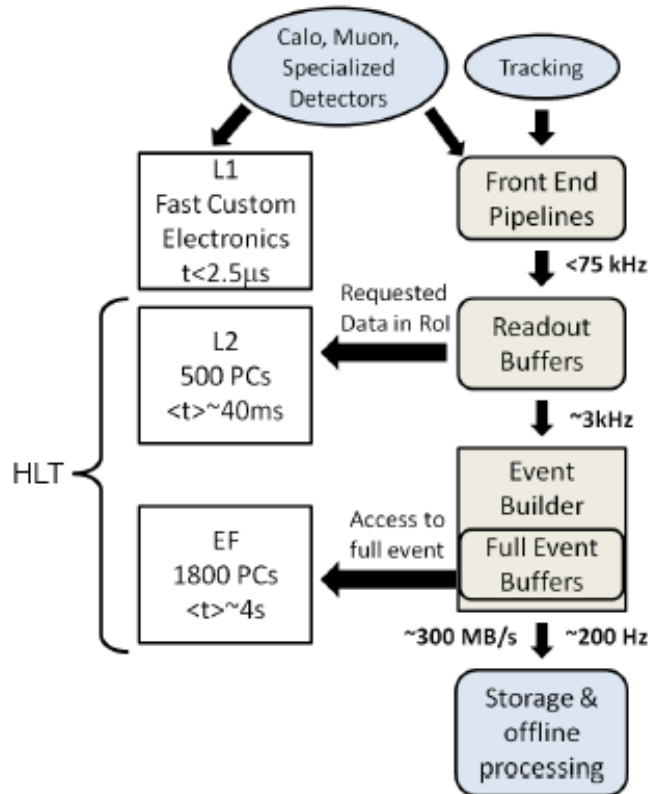 Calo, Muon,
Specialized
Detectors
Tracking
L1
Fast Custom
Electronics
t<2.5μs
Front End
Pipelines
<75 kHz
Requested
Data in RoI
L2
500 PCs
<t>~40ms
Readout
Buffers
~3kHz
HLT
Event
Builder
Access to
full event
Full Event
Buffers
EF
1800 PCs
<t>~4s
~300 MB/s
~200 Hz
Storage &
offline
processing